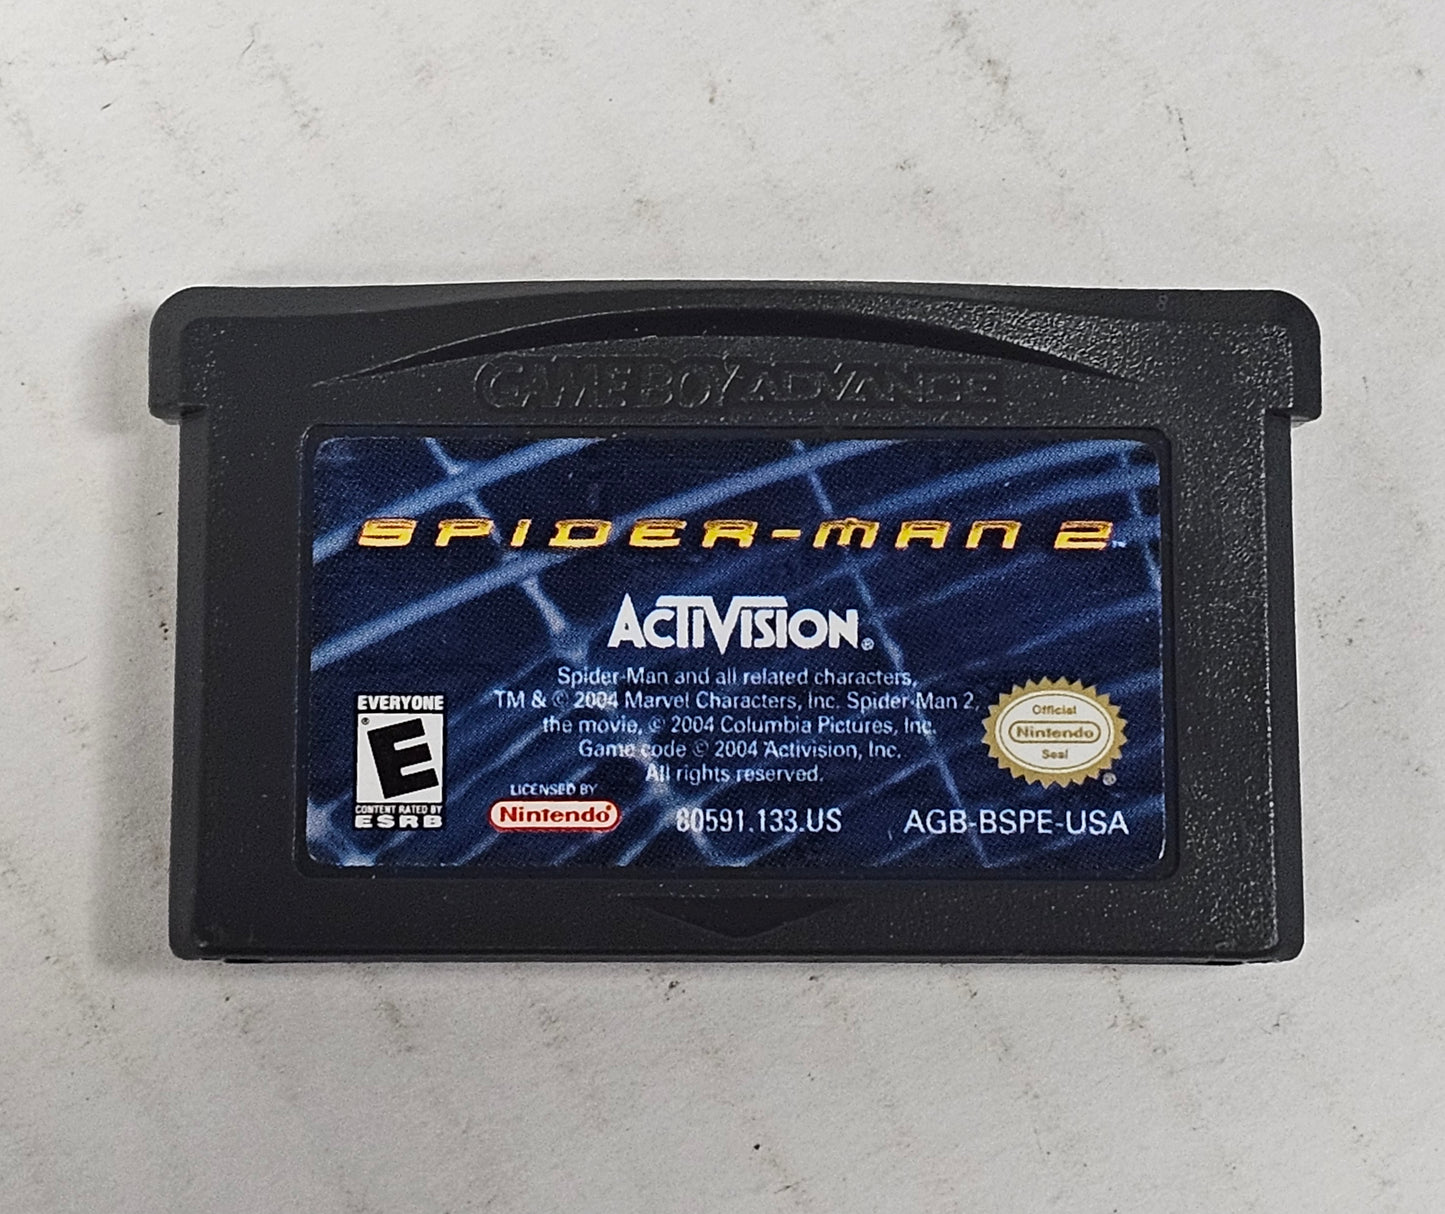 GAME BOY ADVANCE
SPIDER-MAN 2™
ACTIVISION®
Spider-Man and all related characters,
TM & © 2004 Marvel Characters, Inc. Spider-Man 2,
the movie, © 2004 Columbia Pictures, Inc.
Game code © 2004 Activision, Inc.
All rights reserved.
EVERYONE
E®
CONTENT RATED BY
ESRB
LICENSED BY
Nintendo®
80591.133.US
Official
Nintendo
Seal®
AGB-BSPE-USA